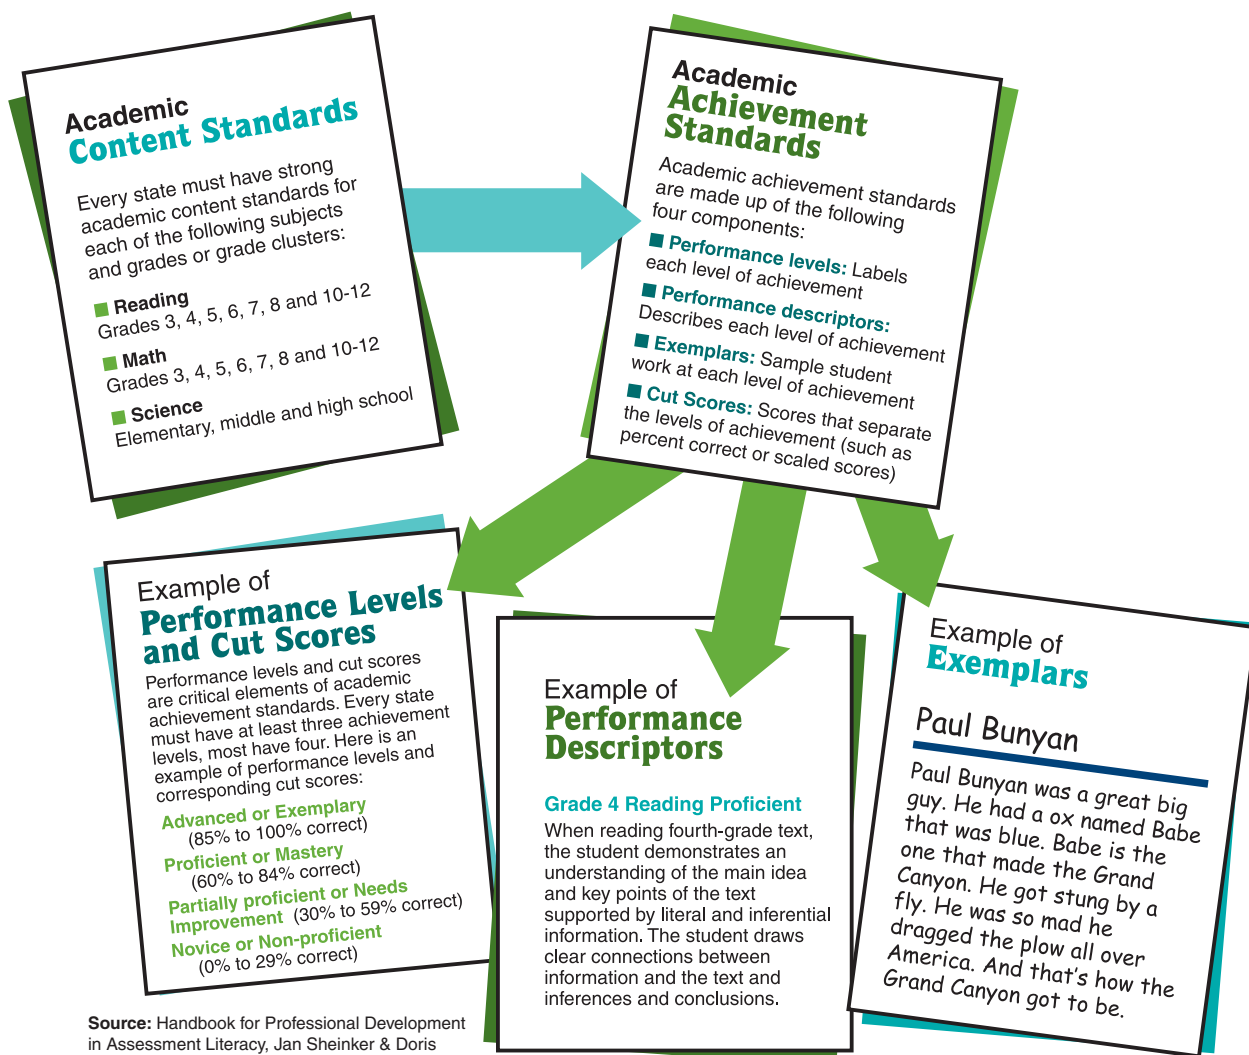 Academic
Content Standards
Every state must have strong
academic content standards for
each of the following subjects
and grades or grade clusters:
Reading
Grades 3, 4, 5, 6, 7, 8 and 10-12
Math
Grades 3, 4, 5, 6, 7, 8 and 10-12
Science
Elementary, middle and high school
Academic
Achievement
Standards
Academic achievement standards
are made up of the following
four components:
Performance levels: Labels
each level of achievement
Performance descriptors:
Describes each level of achievement
Exemplars: Sample student
work at each level of achievement
Cut Scores: Scores that separate
the levels of achievement (such as
percent correct or scaled scores)
Example of
Performance Levels
and Cut Scores
Performance levels and cut scores
are critical elements of academic
achievement standards. Every state
must have at least three achievement
levels, most have four. Here is an
example of performance levels and
corresponding cut scores:
Advanced or Exemplary
(85% to 100% correct)
Proficient or Mastery
(60% to 84% correct)
Partially proficient or Needs
Improvement (30% to 59% correct)
Novice or Non-proficient
(0% to 29% correct)
Example of
Performance
Descriptors
Grade 4 Reading Proficient
When reading fourth-grade text,
the student demonstrates an
understanding of the main idea
and key points of the text
supported by literal and inferential
information. The student draws
clear connections between
information and the text and
inferences and conclusions.
Example of
Exemplars
Paul Bunyan
Paul Bunyan was a great big
guy. He had a ox named Babe
that was blue. Babe is the
one that made the Grand
Canyon. He got stung by a
fly. He was so mad he
dragged the plow all over
America. And that's how the
Grand Canyon got to be.
Source: Handbook for Professional Development
in Assessment Literacy, Jan Sheinker & Doris